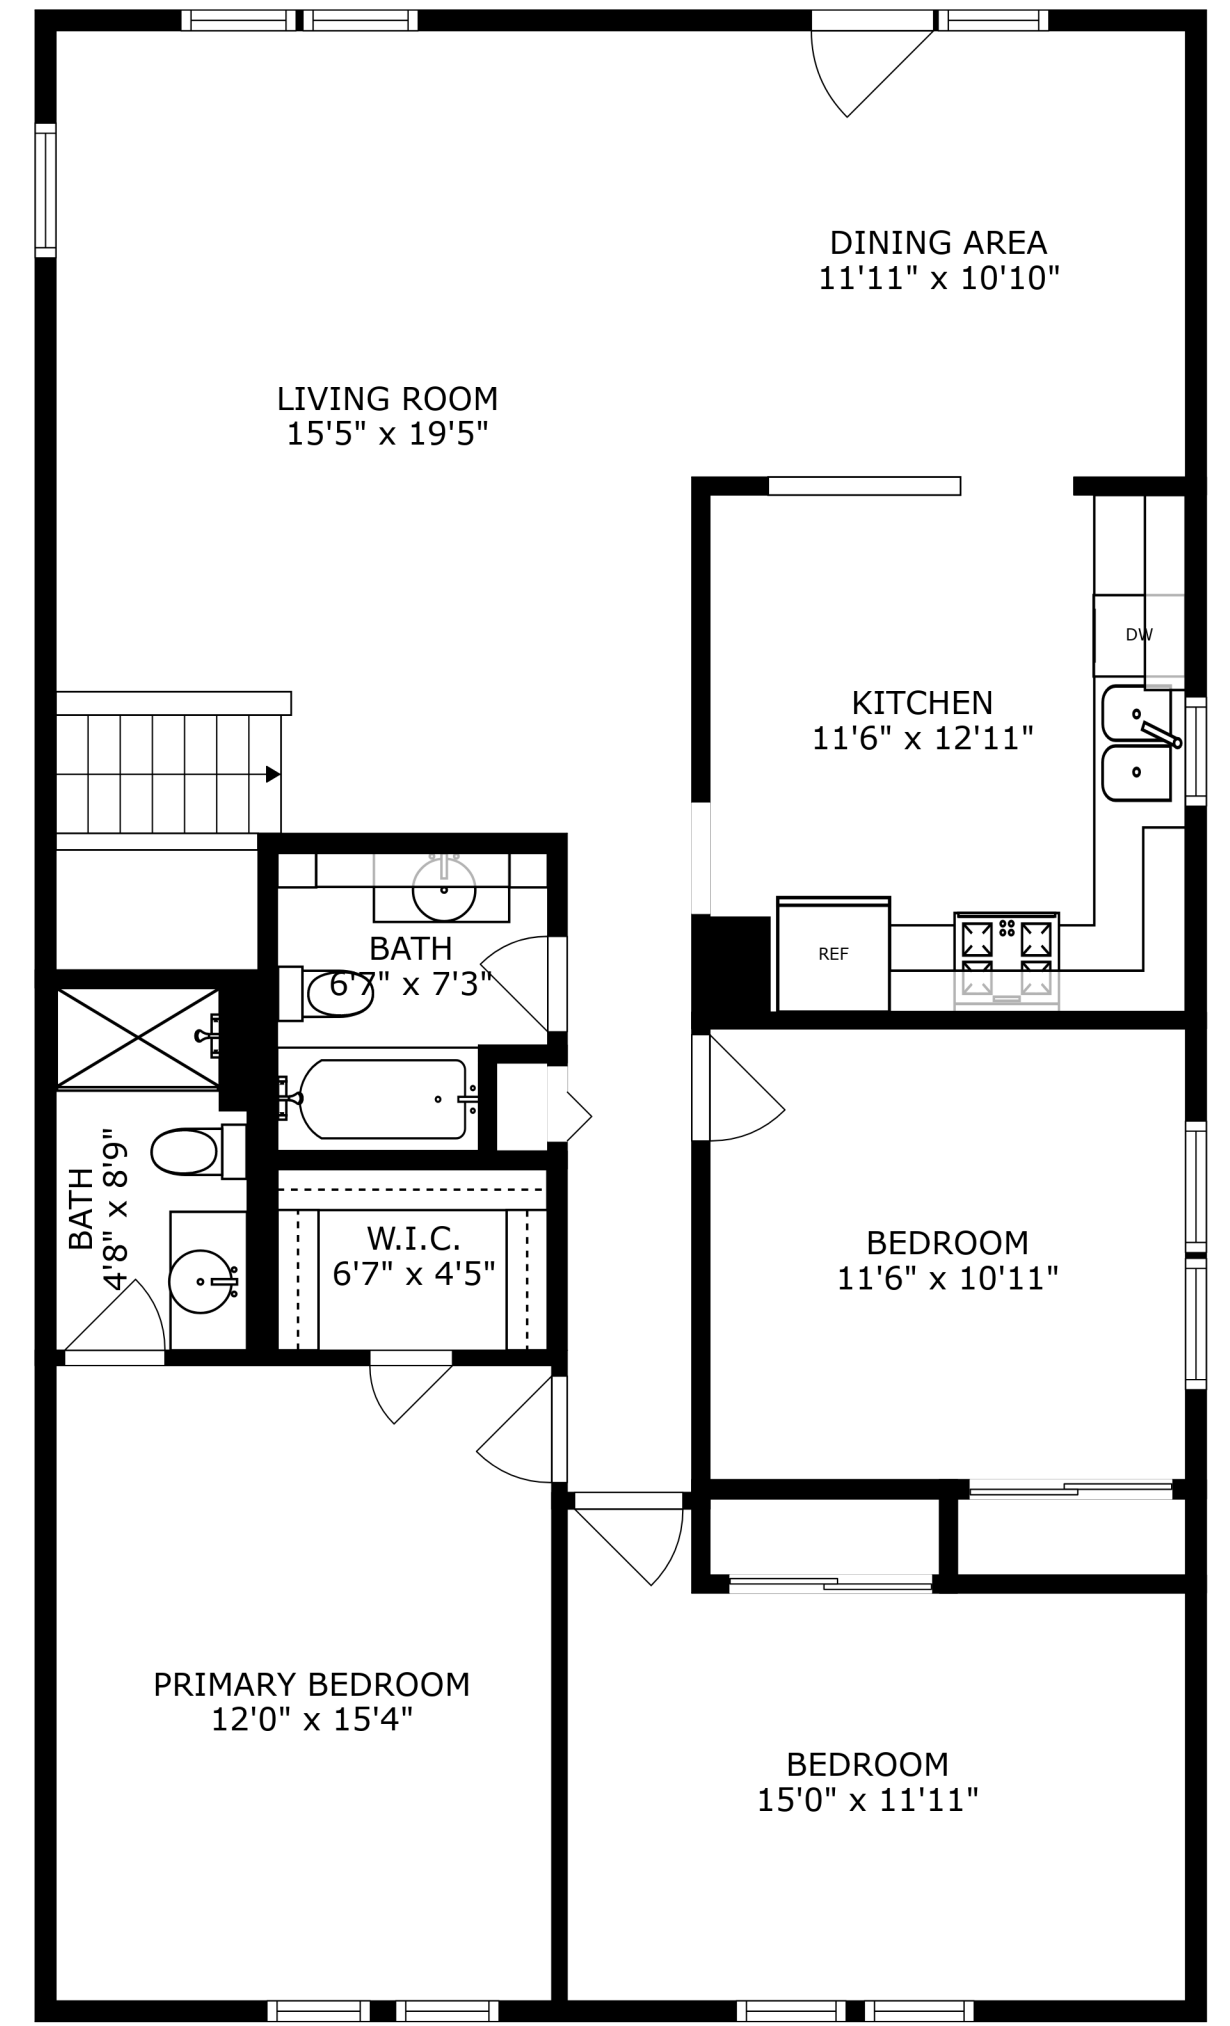 DINING AREA
11'11" x 10'10"
LIVING ROOM
15'5" x 19'5"
DW
KITCHEN
11'6" x 12'11"
REF
BATH
6'7" x 7'3"
BATH
4'8" x 8'9"
W.I.C.
6'7" x 4'5"
BEDROOM
11'6" x 10'11"
PRIMARY BEDROOM
12'0" x 15'4"
BEDROOM
15'0" x 11'11"